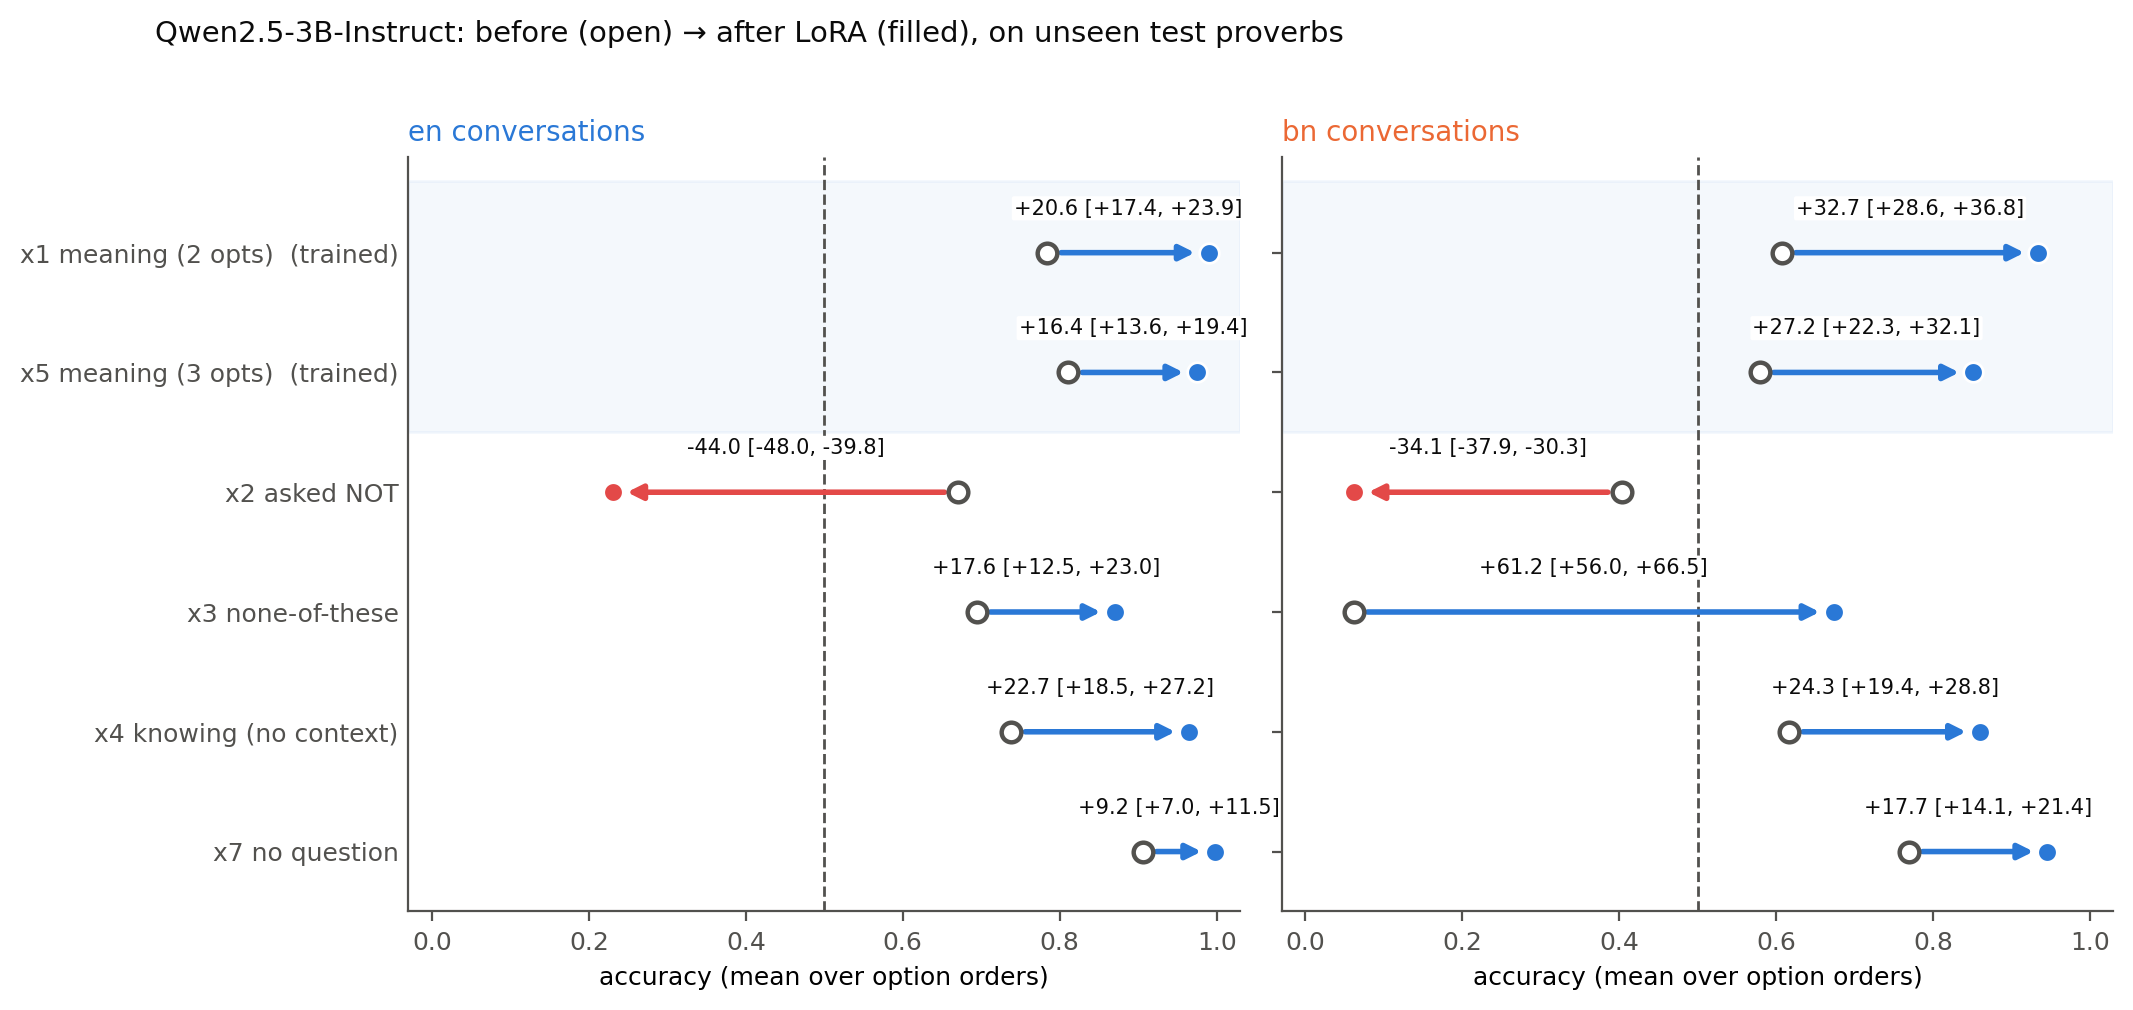 Qwen2.5-3B-Instruct: before (open) → after LoRA (filled), on unseen test proverbs
en conversations
bn conversations
x1 meaning (2 opts)  (trained)
+20.6 [+17.4, +23.9]
+32.7 [+28.6, +36.8]
x5 meaning (3 opts)  (trained)
+16.4 [+13.6, +19.4]
+27.2 [+22.3, +32.1]
x2 asked NOT
-44.0 [-48.0, -39.8]
-34.1 [-37.9, -30.3]
x3 none-of-these
+17.6 [+12.5, +23.0]
+61.2 [+56.0, +66.5]
x4 knowing (no context)
+22.7 [+18.5, +27.2]
+24.3 [+19.4, +28.8]
x7 no question
+9.2 [+7.0, +11.5]
+17.7 [+14.1, +21.4]
0.0 0.2 0.4 0.6 0.8 1.0
0.0 0.2 0.4 0.6 0.8 1.0
accuracy (mean over option orders)
accuracy (mean over option orders)